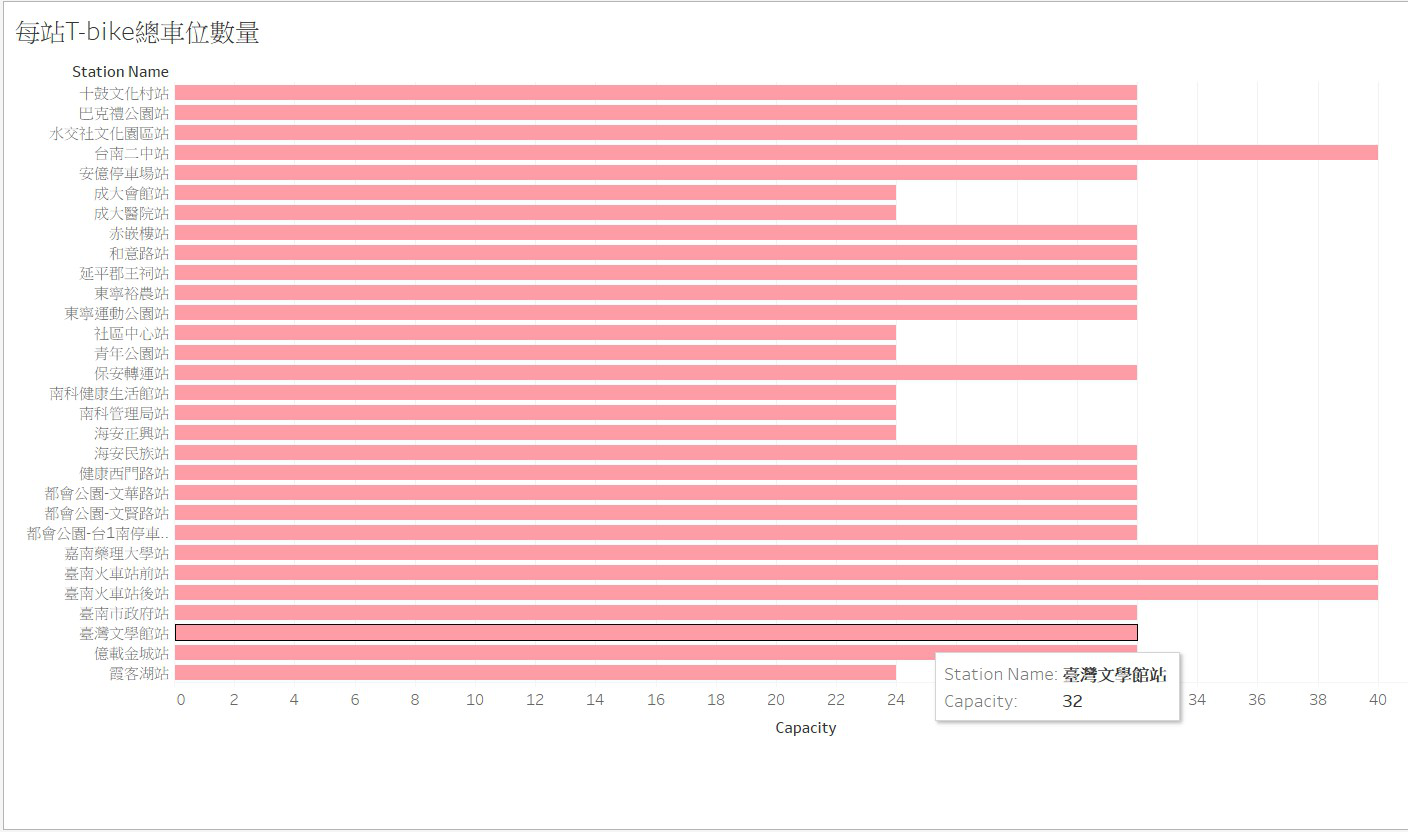 每站T-bike總車位數量
Station Name
十鼓文化村站
巴克禮公園站
水交社文化園區站
台南二中站
安億停車場站
成大會館站
成大醫院站
赤嵌樓站
和意路站
延平郡王祠站
東寧裕農站
東寧運動公園站
社區中心站
青年公園站
保安轉運站
南科健康生活館站
南科管理局站
海安正興站
海安民族站
健康西門路站
都會公園-文華路站
都會公園-文賢路站
都會公園-台1南停車..
嘉南藥理大學站
臺南火車站前站
臺南火車站後站
臺南市政府站
臺灣文學館站
億載金城站
霞客湖站
Station Name: 臺灣文學館站
Capacity: 32
0 2 4 6 8 10 12 14 16 18 20 22 24 34 36 38 40
Capacity